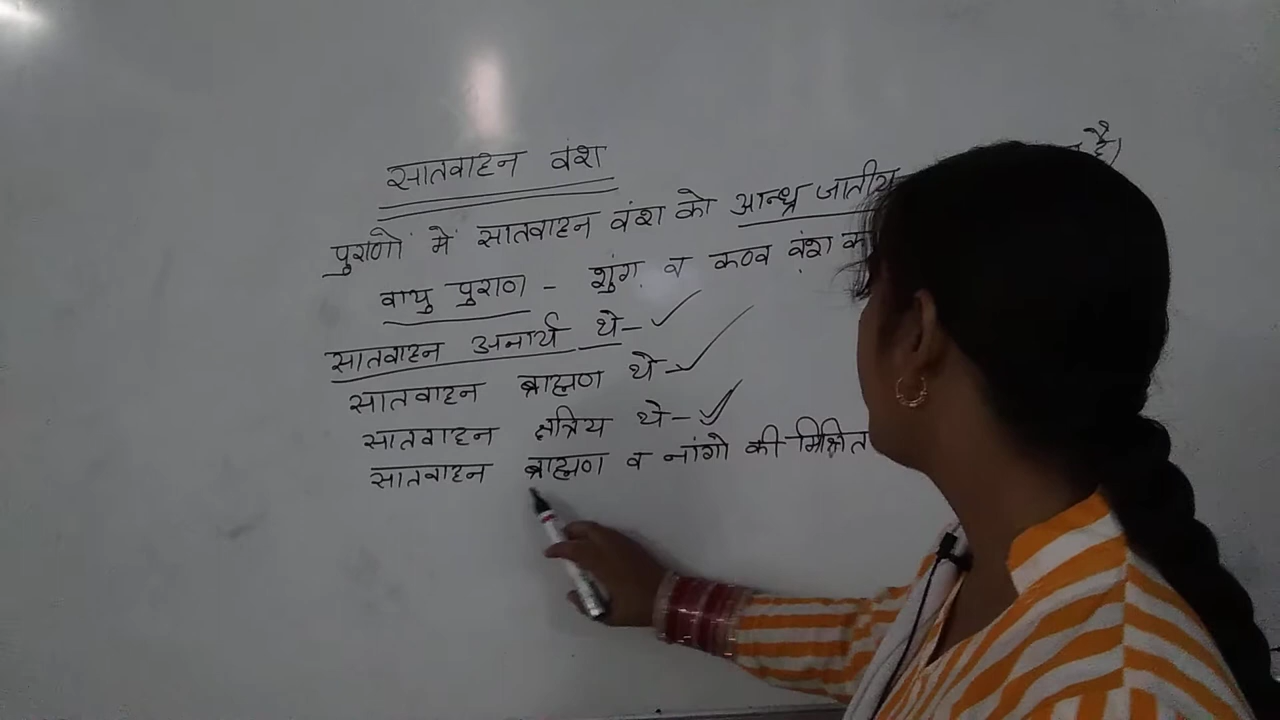 सातवाहन वंश
पुराणों में सातवाहन वंश को आन्ध्र जातीय है)
वायु पुराण - शुंग व कण्व वंश
सातवाहन अनार्य थे-
सातवाहन ब्राह्मण थे-
सातवाहन क्षत्रिय थे-
सातवाहन ब्राह्मण व नांगो की मिश्रित